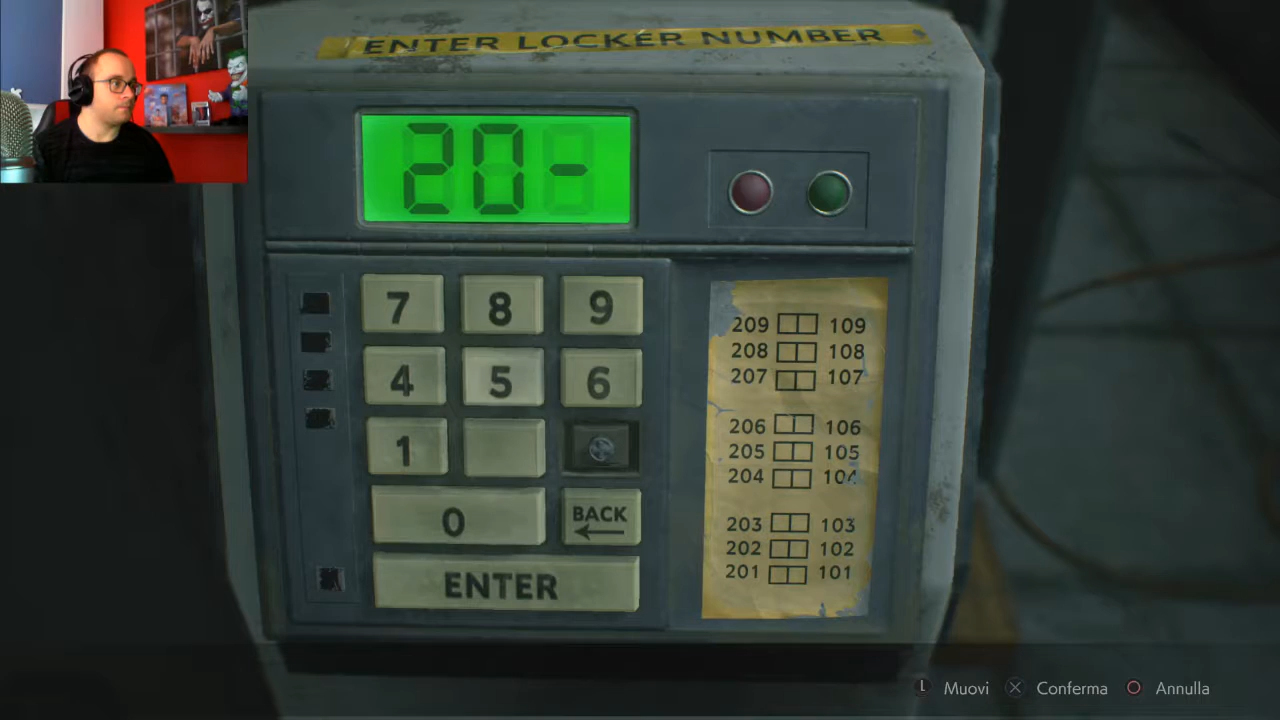 ENTER LOCKER NUMBER
20-
7 8 9
4 5 6
1
0 BACK
ENTER
209 109
208 108
207 107
206 106
205 105
204 104
203 103
202 102
201 101
L Muovi Conferma Annulla